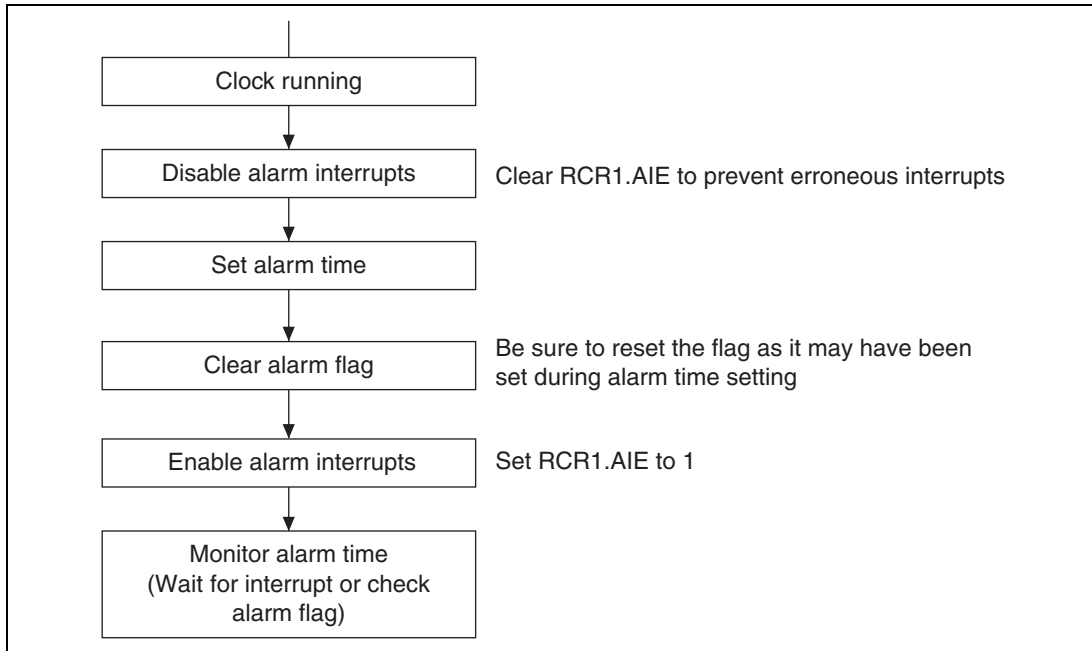 Clock running
Disable alarm interrupts
Clear RCR1.AIE to prevent erroneous interrupts
Set alarm time
Clear alarm flag
Be sure to reset the flag as it may have been
set during alarm time setting
Enable alarm interrupts
Set RCR1.AIE to 1
Monitor alarm time
(Wait for interrupt or check
alarm flag)